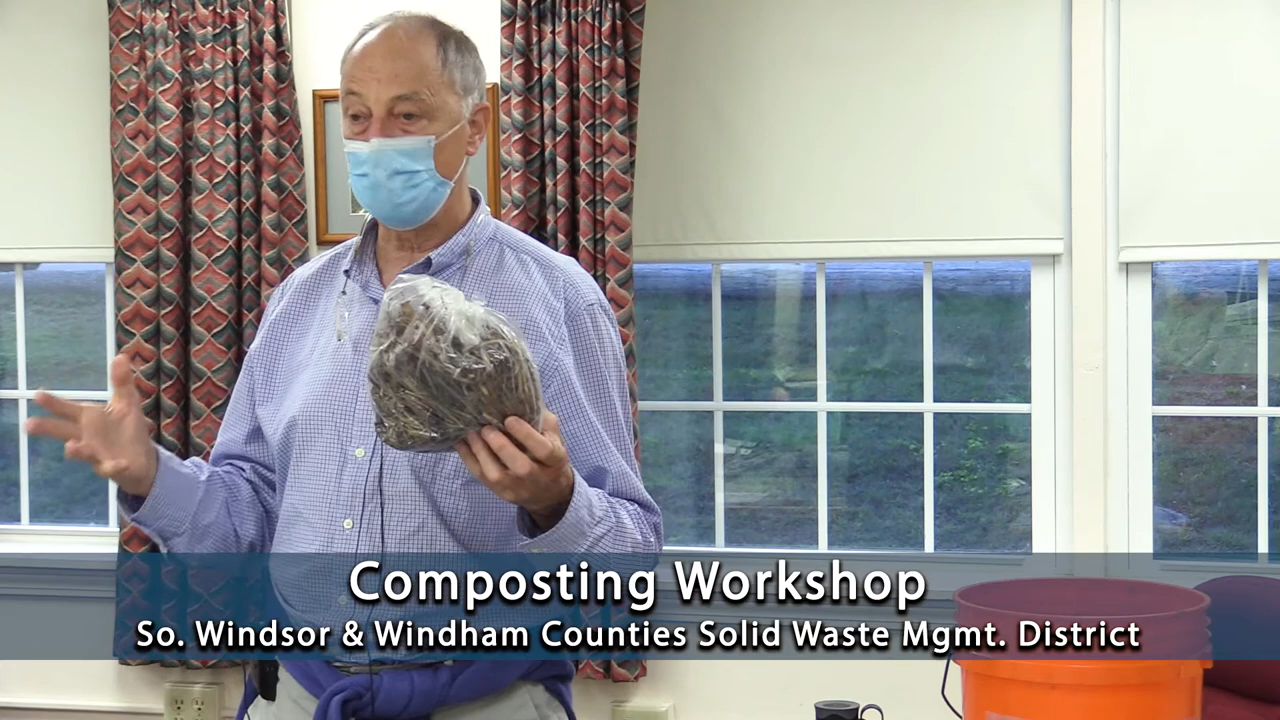 Composting Workshop
So. Windsor & Windham Counties Solid Waste Mgmt. District